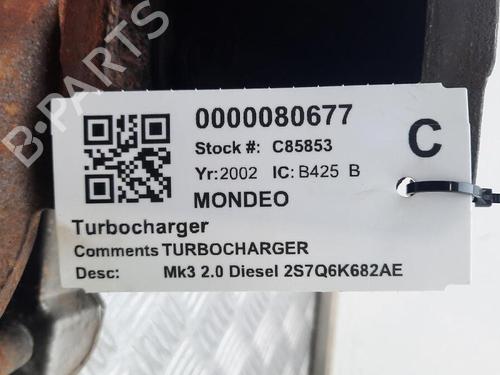 0000080677
Stock #: C85853
C
Yr:2002 IC: B425 B
MONDEO
Turbocharger
Comments TURBOCHARGER
Desc: Mk3 2.0 Diesel 2S7Q6K682AE
B-PARTS